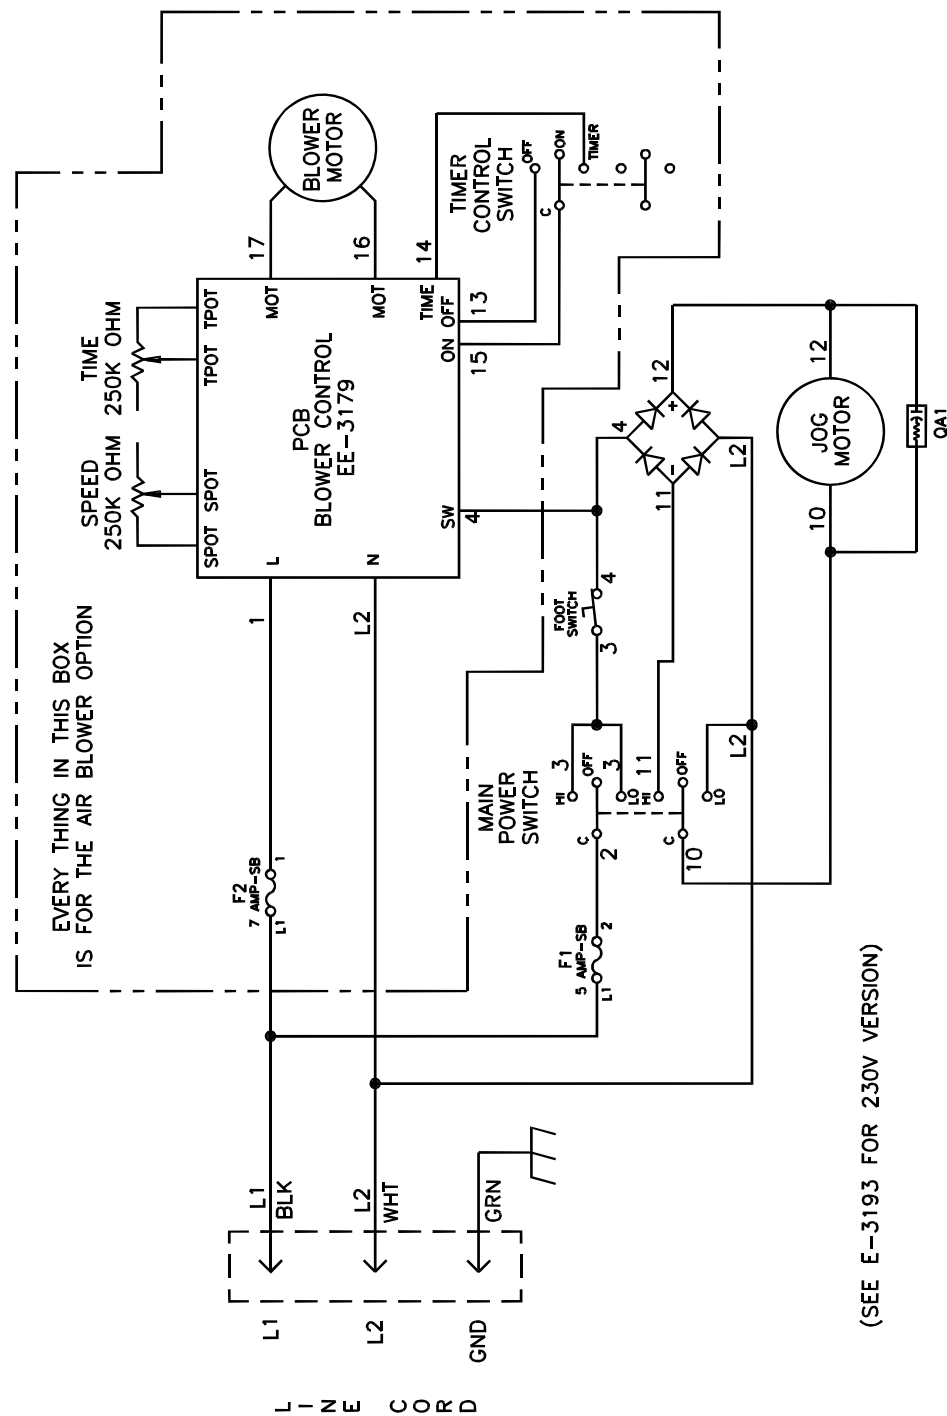 LINE CORD
L1
L2
GND
L1
BLK
L2
WHT
GRN
EVERY THING IN THIS BOX
IS FOR THE AIR BLOWER OPTION
F2
7 AMP-SB
L1
1
1
L2
SPEED
250K OHM
TIME
250K OHM
SPOT
SPOT
TPOT
TPOT
L
N
PCB
BLOWER CONTROL
EE-3179
MOT
MOT
SW
ON
OFF
TIME
17
16
14
BLOWER
MOTOR
4
15
13
TIMER
CONTROL
SWITCH
OFF
ON
TIMER
C
F1
5 AMP-SB
L1
2
MAIN
POWER
SWITCH
2
C
HI
OFF
LO
3
3
HI
OFF
LO
C
10
11
L2
FOOT
SWITCH
3
4
4
12
+
-
11
L2
JOG
MOTOR
10
12
QA1
(SEE E-3193 FOR 230V VERSION)